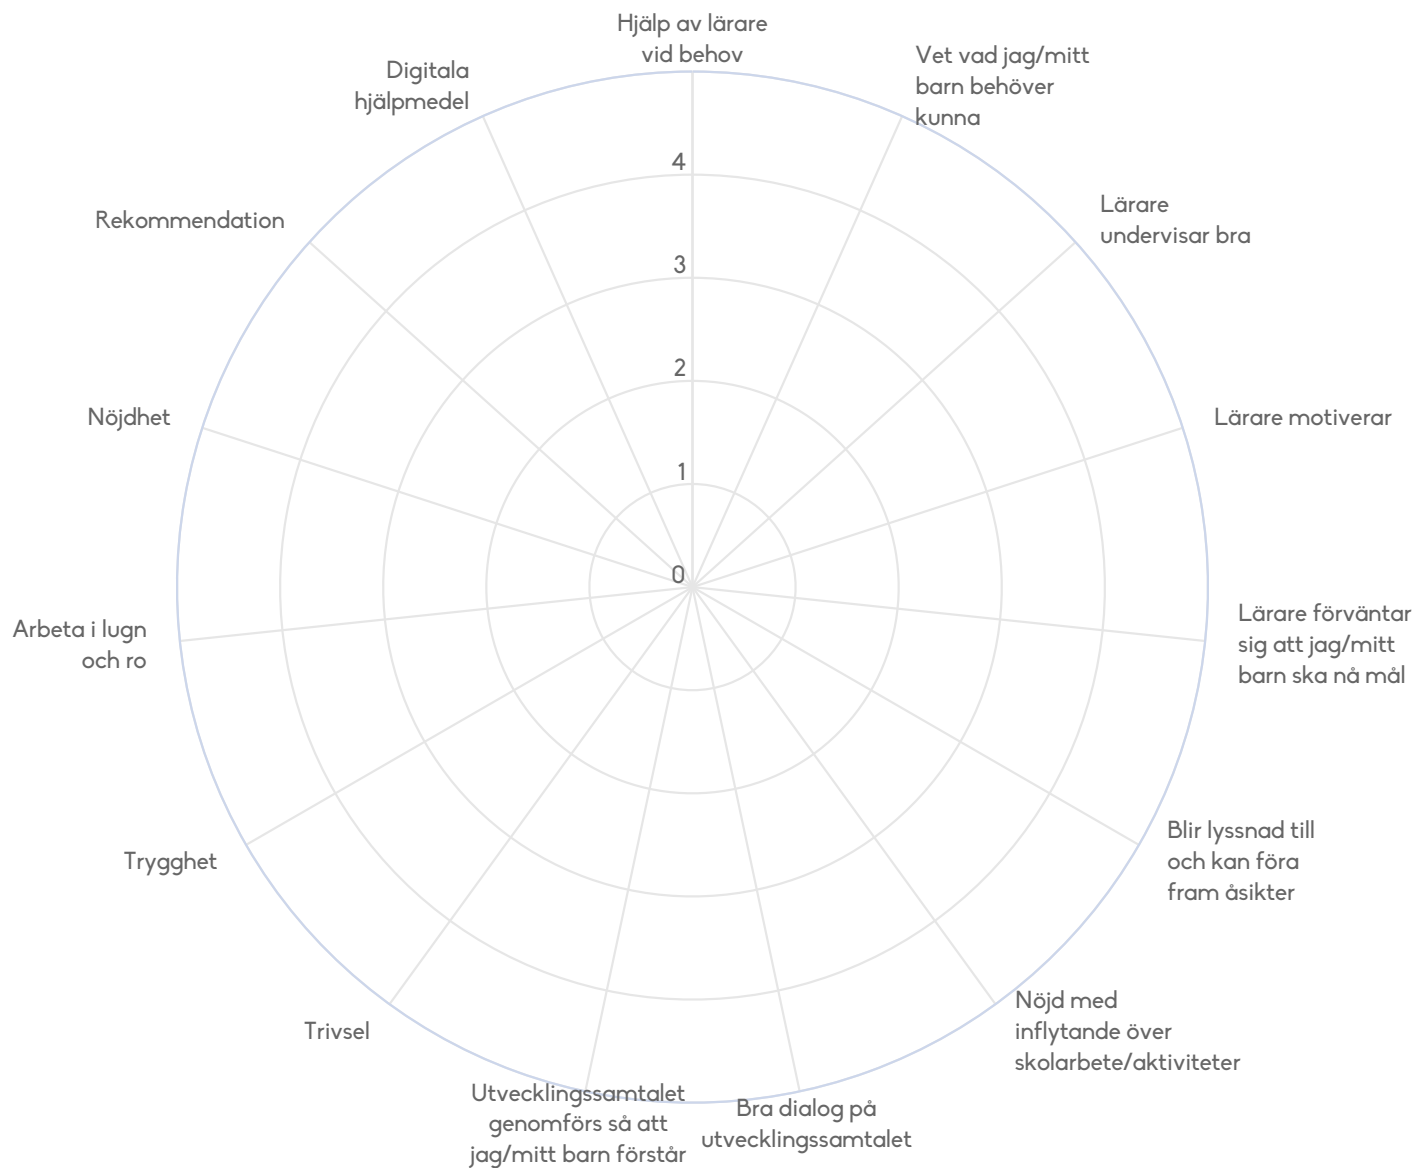 Hjälp av lärare
vid behov
Vet vad jag/mitt
barn behöver
kunna
Lärare
undervisar bra
Lärare motiverar
Lärare förväntar
sig att jag/mitt
barn ska nå mål
Blir lyssnad till
och kan föra
fram åsikter
Nöjd med
inflytande över
skolarbete/aktiviteter
Bra dialog på
utvecklingssamtalet
Utvecklingssamtalet
genomförs så att
jag/mitt barn förstår
Trivsel
Trygghet
Arbeta i lugn
och ro
Nöjdhet
Rekommendation
Digitala
hjälpmedel
4
3
2
1
0